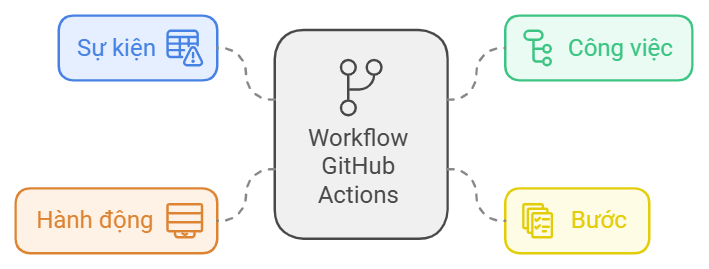 Sự kiện
Công việc
Workflow
GitHub
Actions
Hành động
Bước